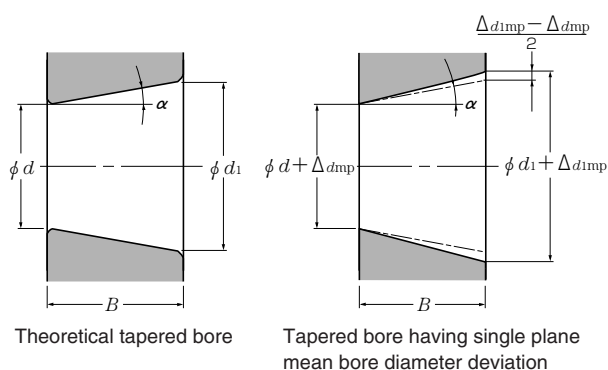 Δd1mp − Δdmp
2
α
α
φd
φd1
φd + Δdmp
φd1 + Δd1mp
B
B
Theoretical tapered bore
Tapered bore having single plane
mean bore diameter deviation